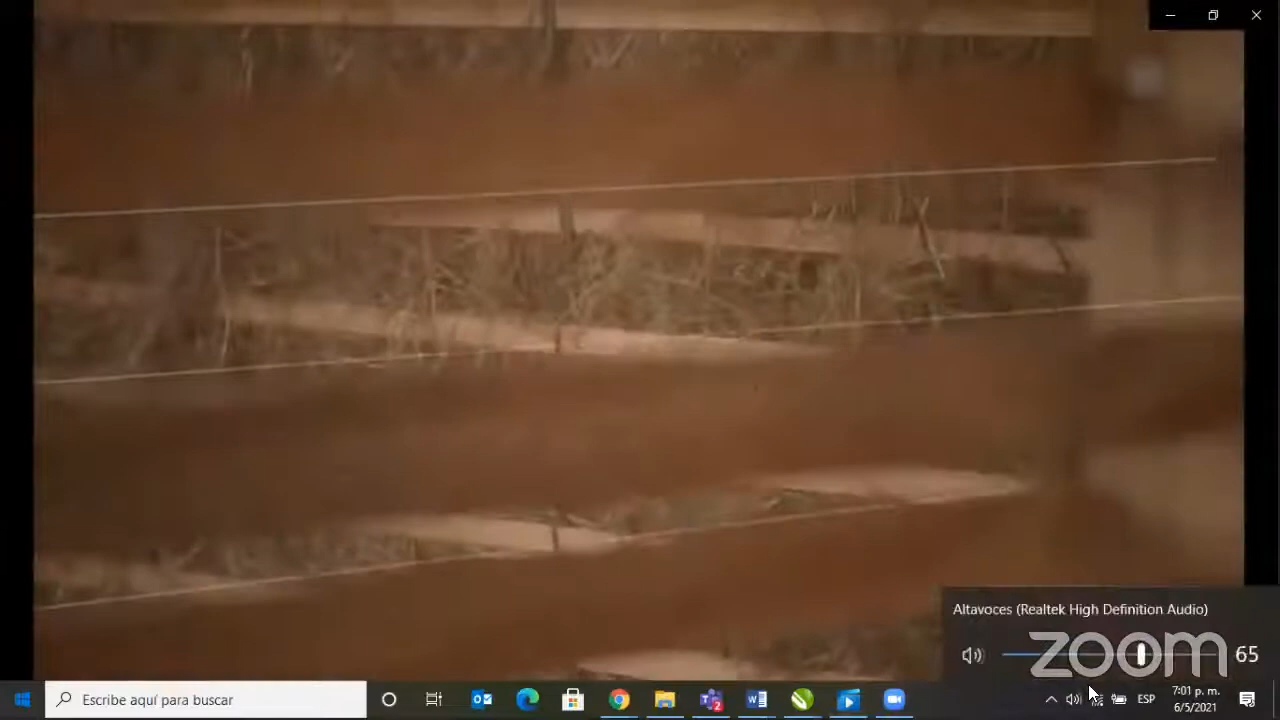 Altavoces (Realtek High Definition Audio)
zoom
65
Escribe aquí para buscar
ESP
7:01 p. m.
6/5/2021